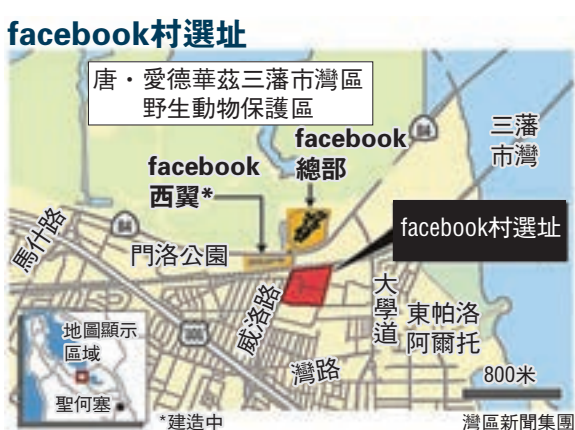 facebook村選址
唐・愛德華茲三藩市灣區
野生動物保護區
84
三藩
市灣
facebook
總部
facebook
西翼*
facebook村選址
84
馬什路
門洛公園
威洛路
大學道
東帕洛
阿爾托
灣路
地圖顯示
區域
聖何塞
800米
*建造中
灣區新聞集團